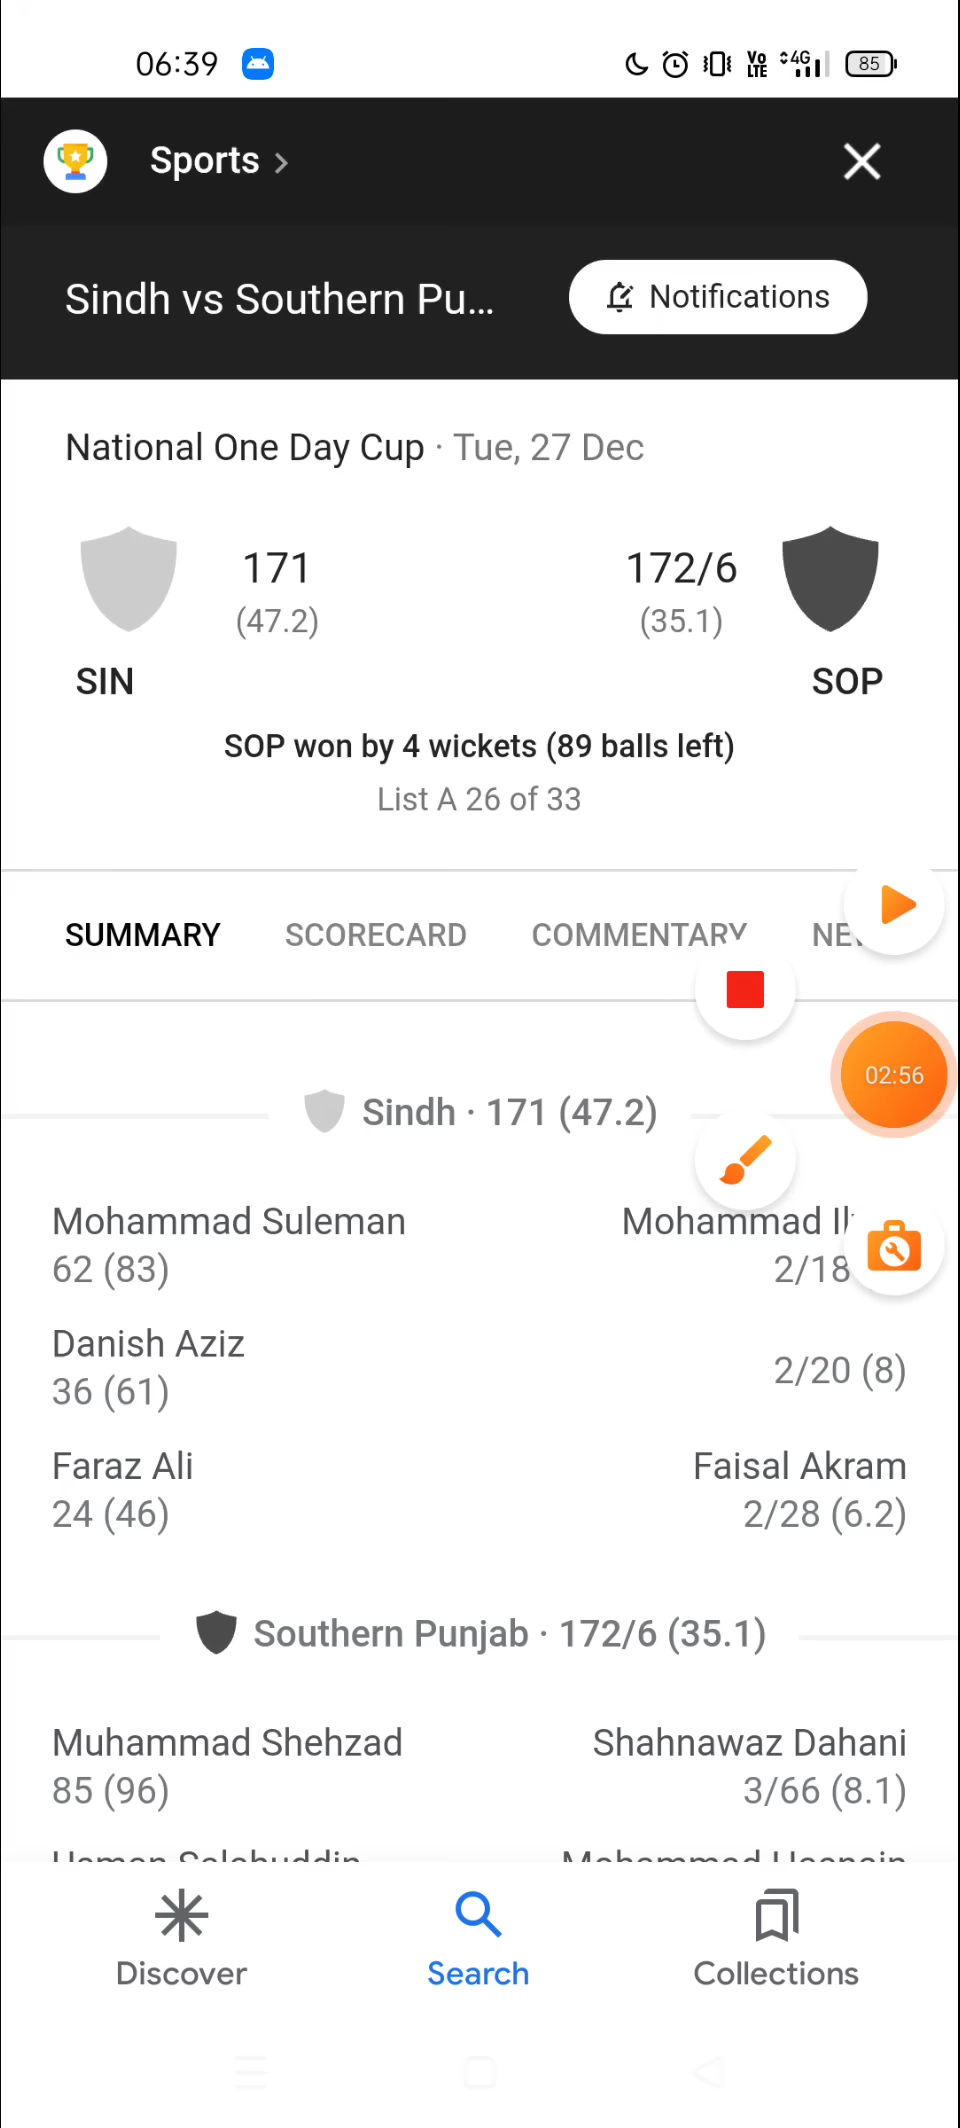 06:39
Vo LTE 4G 85
Sports
Sindh vs Southern Pu...
Notifications
National One Day Cup · Tue, 27 Dec
171
172/6
(47.2)
(35.1)
SIN
SOP
SOP won by 4 wickets (89 balls left)
List A 26 of 33
SUMMARY SCORECARD COMMENTARY
02:56
Sindh · 171 (47.2)
Mohammad Suleman
Mohammad
62 (83)
2/18
Danish Aziz
36 (61)
2/20 (8)
Faraz Ali
Faisal Akram
24 (46)
2/28 (6.2)
Southern Punjab · 172/6 (35.1)
Muhammad Shehzad
Shahnawaz Dahani
85 (96)
3/66 (8.1)
Discover
Search
Collections